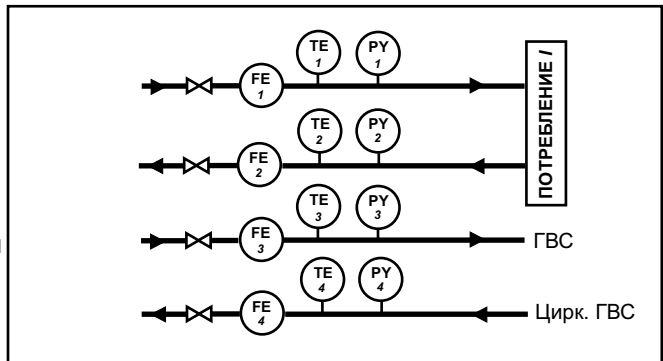 TE 1
PY 1
FE 1
TE 2
PY 2
FE 2
ПОТРЕБЛЕНИЕ /
TE 3
PY 3
FE 3
ГВС
TE 4
PY 4
FE 4
Цирк. ГВС